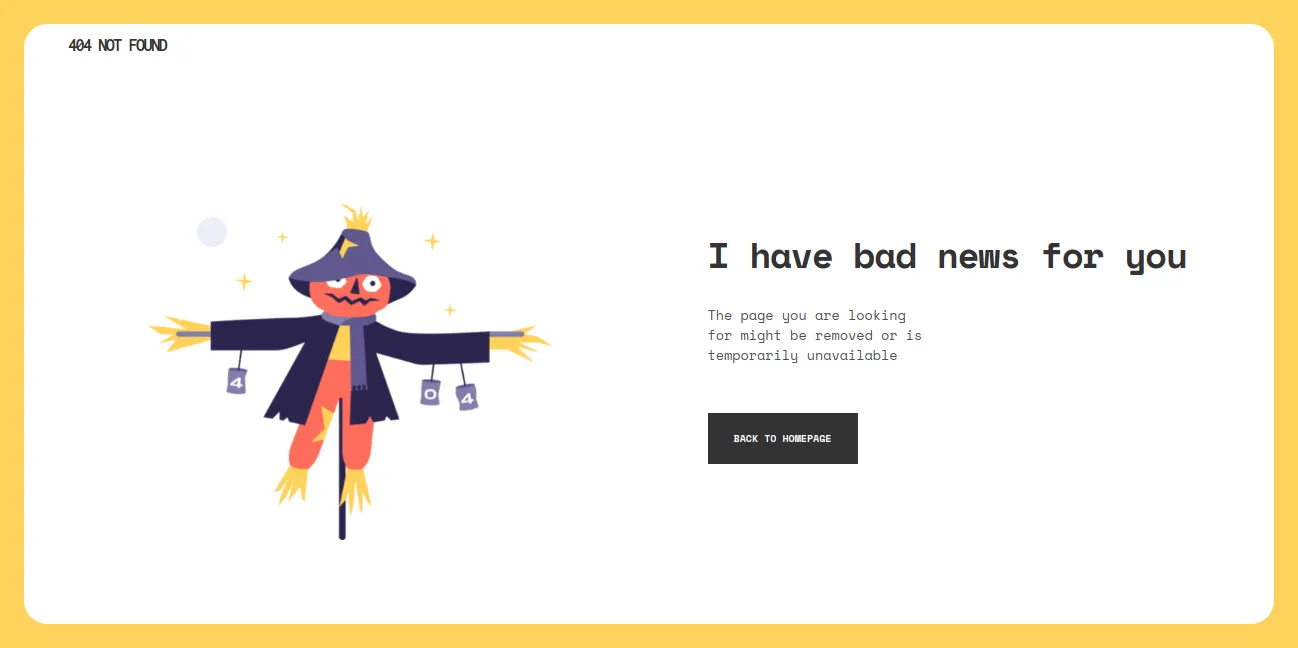 404 NOT FOUND
I have bad news for you
The page you are looking
for might be removed or is
temporarily unavailable
BACK TO HOMEPAGE
4
0
4